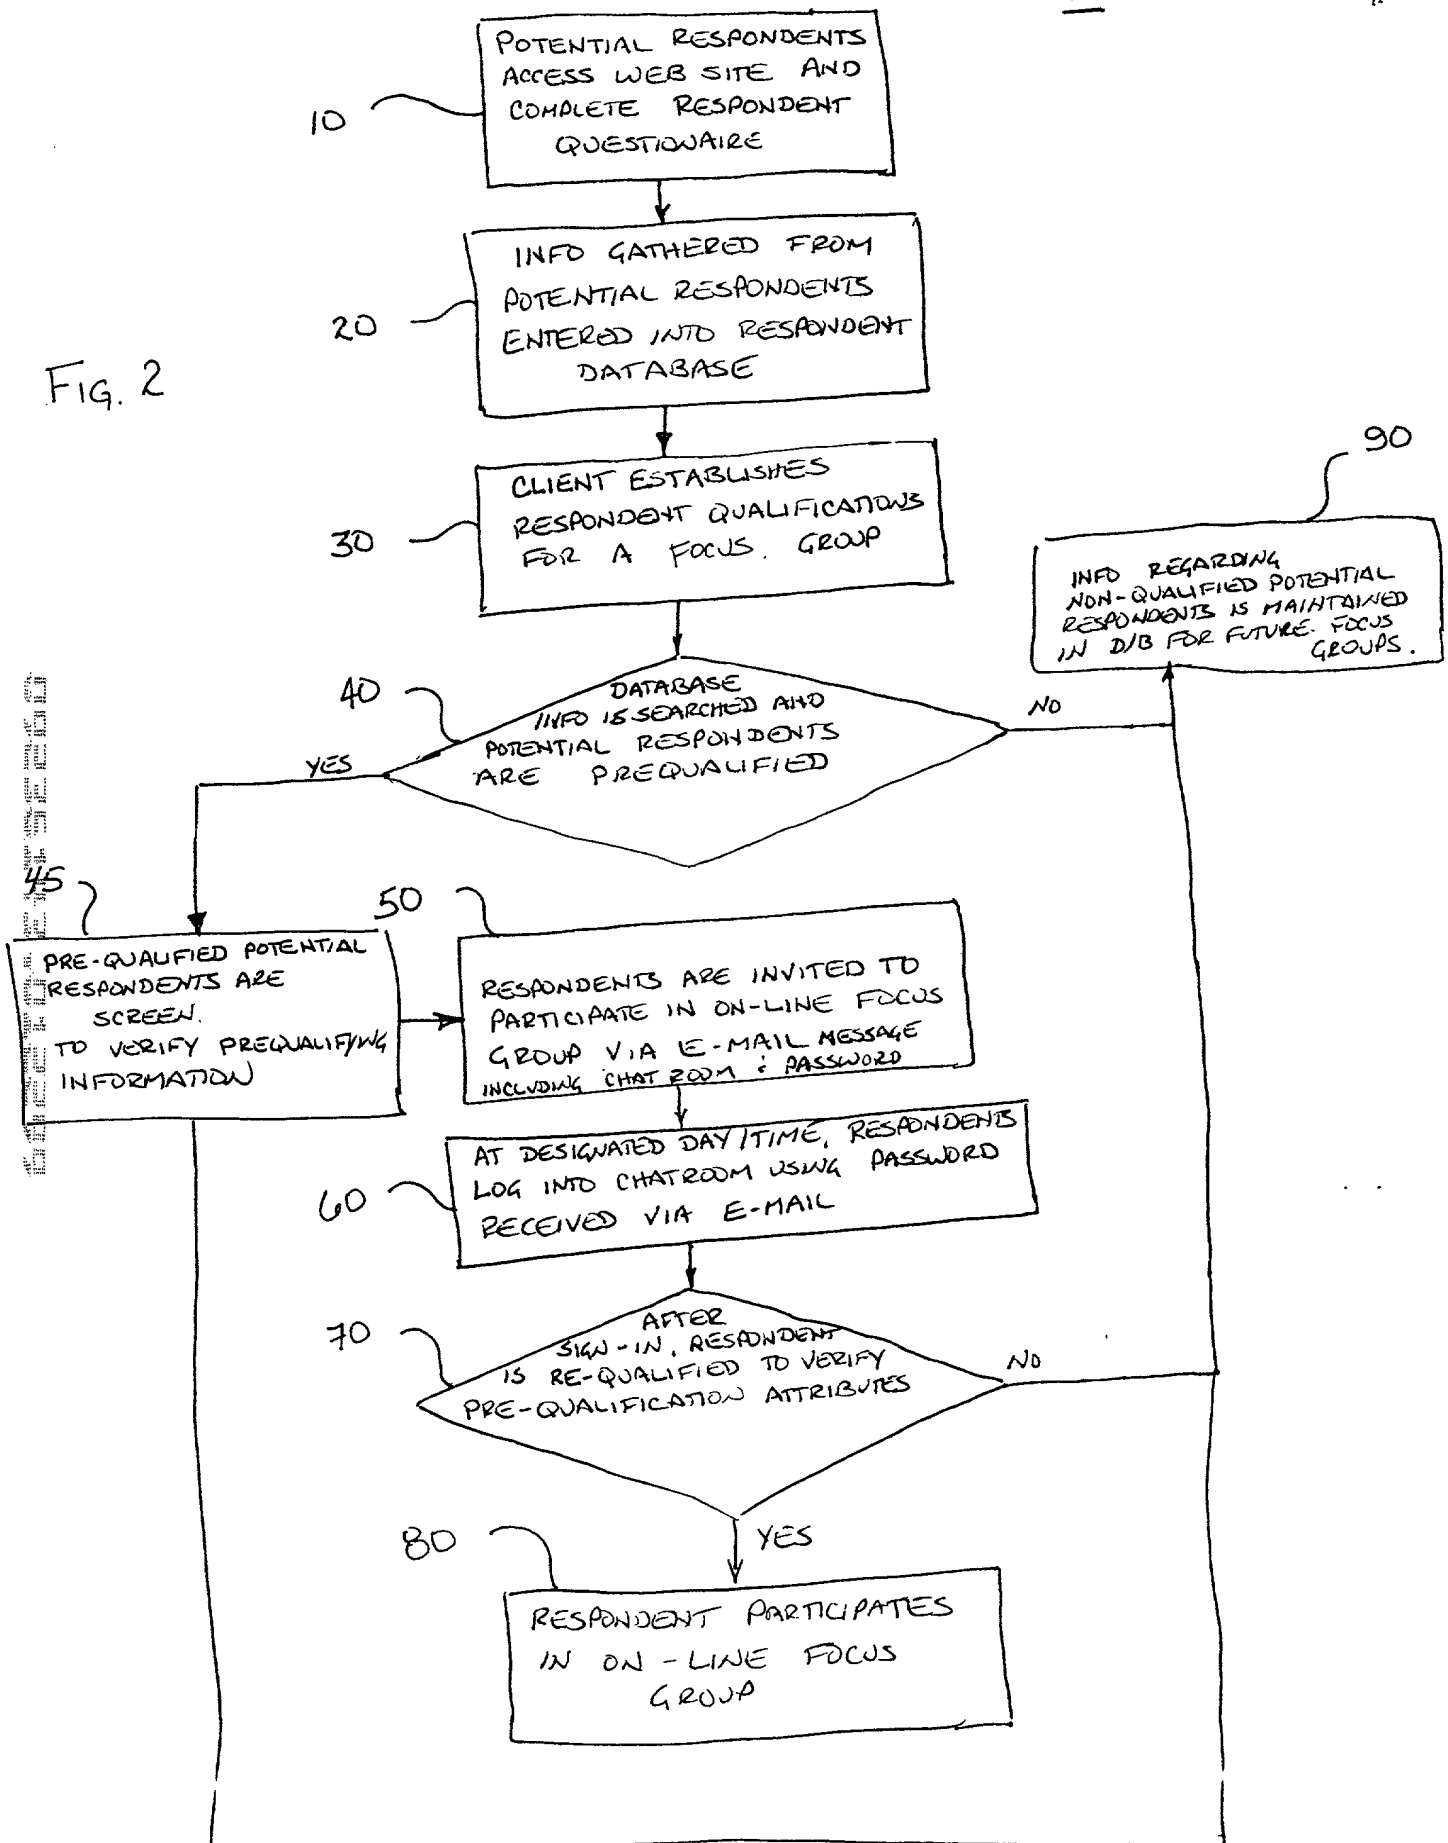 POTENTIAL RESPONDENTS
ACCESS WEB SITE AND
COMPLETE RESPONDENT
QUESTIONAIRE
10
INFO GATHERED FROM
POTENTIAL RESPONDENTS
ENTERED INTO RESPONDENT
DATABASE
20
FIG. 2
CLIENT ESTABLISHES
RESPONDENT QUALIFICATIONS
FOR A FOCUS. GROUP
30
90
INFO REGARDING
NON-QUALIFIED POTENTIAL
RESPONDENTS IS MAINTAINED
IN D/B FOR FUTURE. FOCUS
GROUPS.
40
DATABASE
INFO IS SEARCHED AND
POTENTIAL RESPONDENTS
ARE PREQUALIFIED
NO
YES
45
PRE-QUALIFIED POTENTIAL
RESPONDENTS ARE
SCREEN.
TO VERIFY PREQUALIFYING
INFORMATION
50
RESPONDENTS ARE INVITED TO
PARTICIPATE IN ON-LINE FOCUS
GROUP VIA E-MAIL MESSAGE
INCLUDING CHAT ROOM & PASSWORD
AT DESIGNATED DAY/TIME, RESPONDENTS
LOG INTO CHATROOM USING PASSWORD
RECEIVED VIA E-MAIL
60
70
AFTER
SIGN-IN, RESPONDENT
IS RE-QUALIFIED TO VERIFY
PRE-QUALIFICATION ATTRIBUTES
NO
YES
80
RESPONDENT PARTICIPATES
IN ON-LINE FOCUS
GROUP